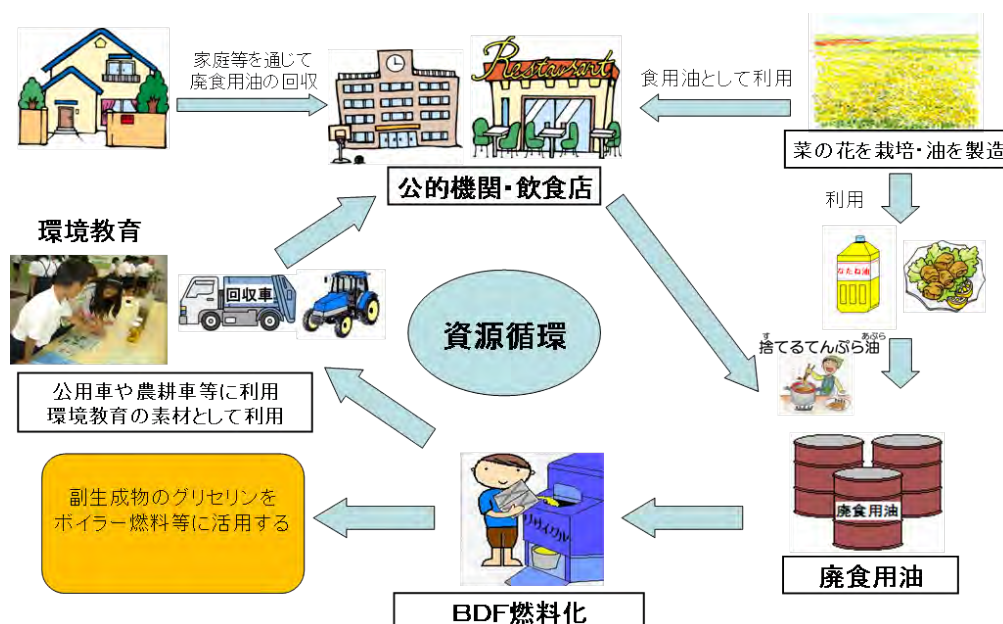 家庭等を通じて
廃食用油の回収
Restaurant
食用油として利用
菜の花を栽培・油を製造
公的機関・飲食店
利用
環境教育
回収車
なたね油
資源循環
す　あぶら
捨てるてんぷら油
公用車や農耕車等に利用
環境教育の素材として利用
副生成物のグリセリンを
ボイラー燃料等に活用する
リサイクル
廃食用油
廃食用油
BDF燃料化